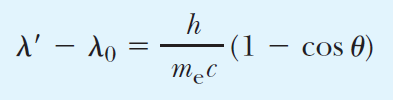 λ′ − λ₀ = h/(mₑc) (1 − cos θ)